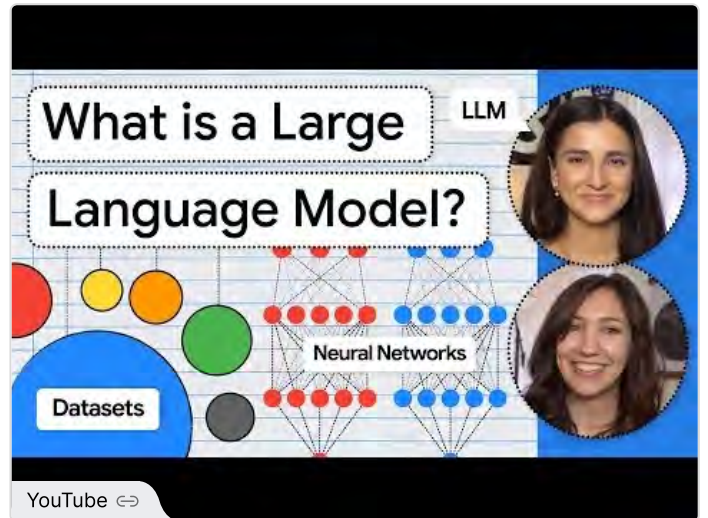 What is a Large
LLM
Language Model?
Neural Networks
Datasets
YouTube